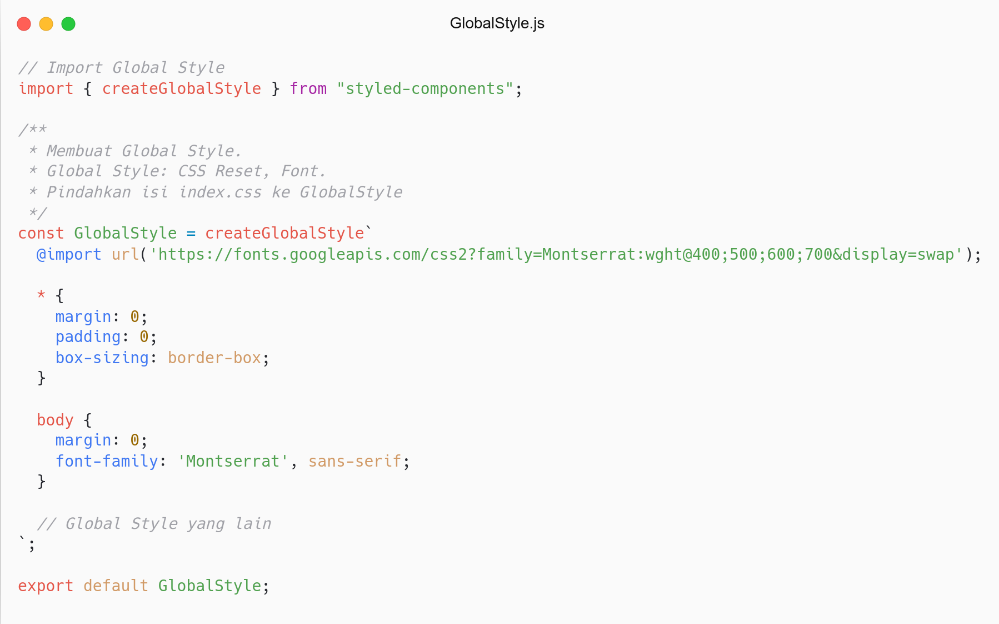 GlobalStyle.js
// Import Global Style
import { createGlobalStyle } from "styled-components";
/**
 * Membuat Global Style.
 * Global Style: CSS Reset, Font.
 * Pindahkan isi index.css ke GlobalStyle
 */
const GlobalStyle = createGlobalStyle`
  @import url('https://fonts.googleapis.com/css2?family=Montserrat:wght@400;500;600;700&display=swap');
  * {
    margin: 0;
    padding: 0;
    box-sizing: border-box;
  }
  body {
    margin: 0;
    font-family: 'Montserrat', sans-serif;
  }
  // Global Style yang lain
`;
export default GlobalStyle;